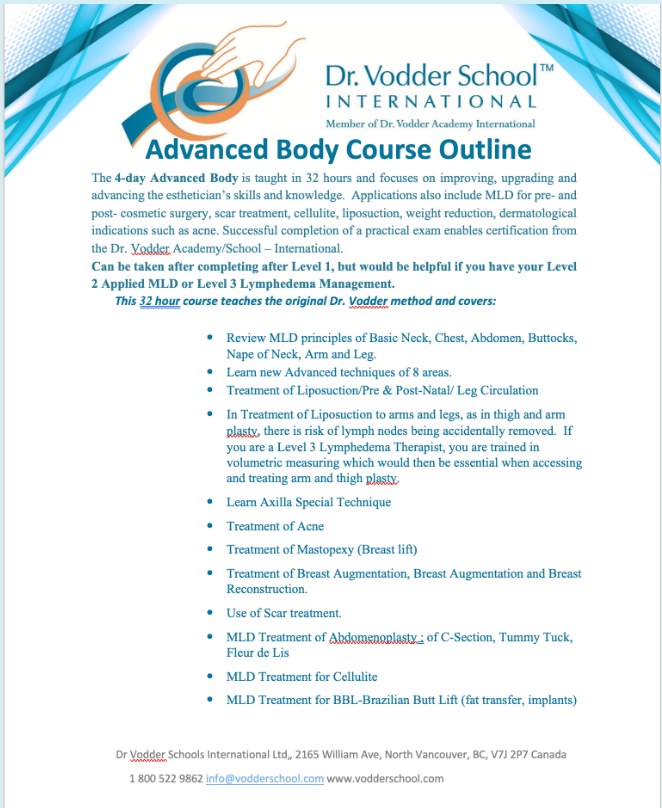 Dr. Vodder School™
INTERNATIONAL
Member of Dr. Vodder Academy International
Advanced Body Course Outline
The 4-day Advanced Body is taught in 32 hours and focuses on improving, upgrading and
advancing the esthetician's skills and knowledge.  Applications also include MLD for pre- and
post- cosmetic surgery, scar treatment, cellulite, liposuction, weight reduction, dermatological
indications such as acne. Successful completion of a practical exam enables certification from
the Dr. Vodder Academy/School – International.
Can be taken after completing after Level 1, but would be helpful if you have your Level
2 Applied MLD or Level 3 Lymphedema Management.
This 32 hour course teaches the original Dr. Vodder method and covers:
• Review MLD principles of Basic Neck, Chest, Abdomen, Buttocks,
Nape of Neck, Arm and Leg.
• Learn new Advanced techniques of 8 areas.
• Treatment of Liposuction/Pre & Post-Natal/ Leg Circulation
• In Treatment of Liposuction to arms and legs, as in thigh and arm
plasty, there is risk of lymph nodes being accidentally removed.  If
you are a Level 3 Lymphedema Therapist, you are trained in
volumetric measuring which would then be essential when accessing
and treating arm and thigh plasty.
• Learn Axilla Special Technique
• Treatment of Acne
• Treatment of Mastopexy (Breast lift)
• Treatment of Breast Augmentation, Breast Augmentation and Breast
Reconstruction.
• Use of Scar treatment.
• MLD Treatment of Abdomenoplasty : of C-Section, Tummy Tuck,
Fleur de Lis
• MLD Treatment for Cellulite
• MLD Treatment for BBL-Brazilian Butt Lift (fat transfer, implants)
Dr Vodder Schools International Ltd,, 2165 William Ave, North Vancouver, BC, V7J 2P7 Canada
1 800 522 9862 info@vodderschool.com www.vodderschool.com